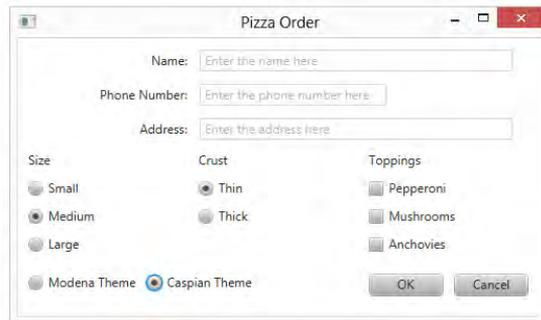 Pizza Order
Name: Enter the name here
Phone Number: Enter the phone number here
Address: Enter the address here
Size Crust Toppings
Small Thin Pepperoni
Medium Thick Mushrooms
Large Anchovies
Modena Theme Caspian Theme OK Cancel